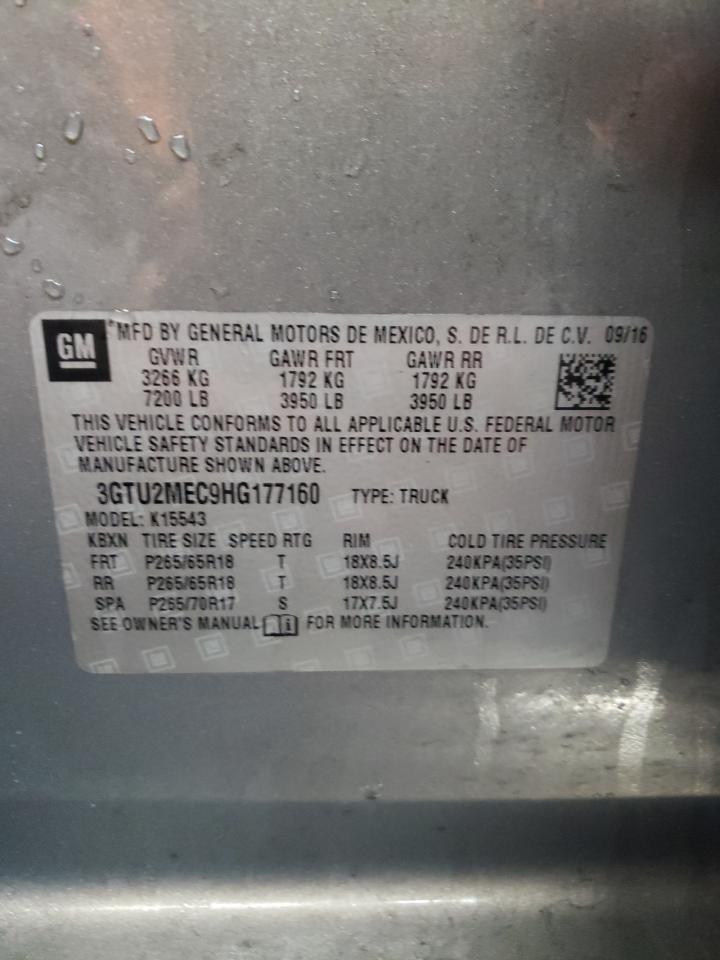 GM MFD BY GENERAL MOTORS DE MEXICO, S. DE R.L. DE C.V. 09/16
GVWR GAWR FRT GAWR RR
3266 KG 1792 KG 1792 KG
7200 LB 3950 LB 3950 LB
THIS VEHICLE CONFORMS TO ALL APPLICABLE U.S. FEDERAL MOTOR
VEHICLE SAFETY STANDARDS IN EFFECT ON THE DATE OF
MANUFACTURE SHOWN ABOVE.
3GTU2MEC9HG177160 TYPE: TRUCK
MODEL: K15543
KBXN TIRE SIZE SPEED RTG RIM COLD TIRE PRESSURE
FRT P265/65R18 T 18X8.5J 240KPA(35PSI)
RR P265/65R18 T 18X8.5J 240KPA(35PSI)
SPA P265/70R17 S 17X7.5J 240KPA(35PSI)
SEE OWNER'S MANUAL i FOR MORE INFORMATION.